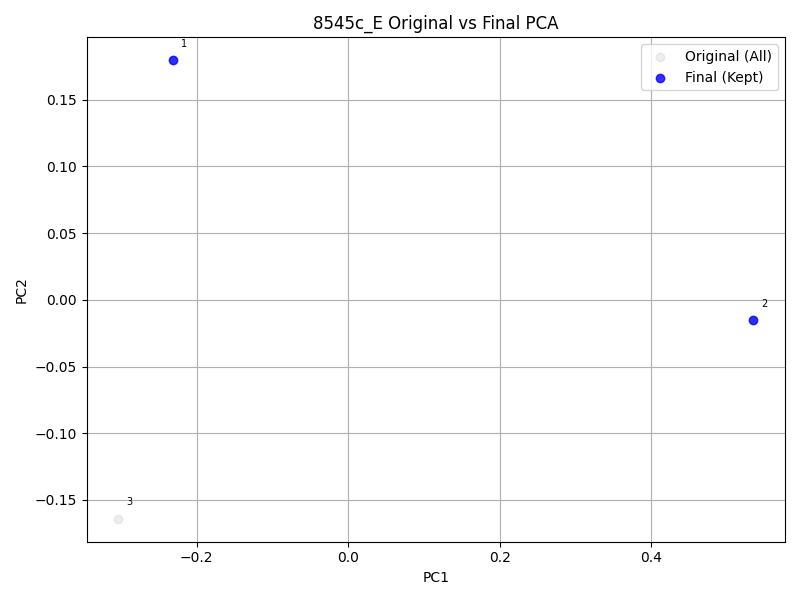 8545c_E Original vs Final PCA
1
Original (All)
Final (Kept)
0.15
0.10
0.05
0.00
−0.05
−0.10
−0.15
PC2
2
3
−0.2
0.0
0.2
0.4
PC1